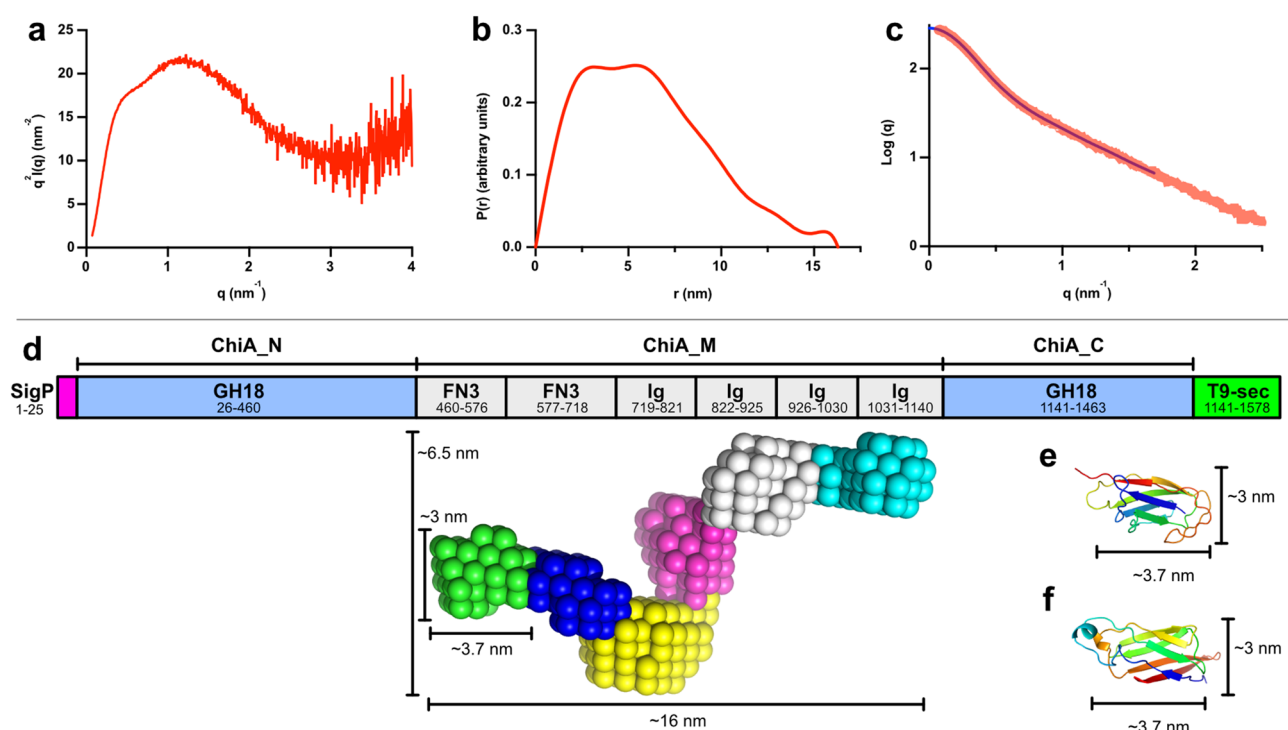 a
25
20
15
10
5
0
q² I(q) (nm⁻²)
0 1 2 3 4
q (nm⁻¹)
b
0.3
0.2
0.1
0.0
P(r) (arbitrary units)
0 5 10 15
r (nm)
c
2
1
0
Log (q)
0 1 2
q (nm⁻¹)
d
ChiA_N ChiA_M ChiA_C
SigP GH18 FN3 FN3 Ig Ig Ig Ig GH18 T9-sec
1-25 26-460 460-576 577-718 719-821 822-925 926-1030 1031-1140 1141-1463 1141-1578
~6.5 nm
~3 nm
~3.7 nm
~16 nm
e
~3 nm
~3.7 nm
f
~3 nm
~3.7 nm